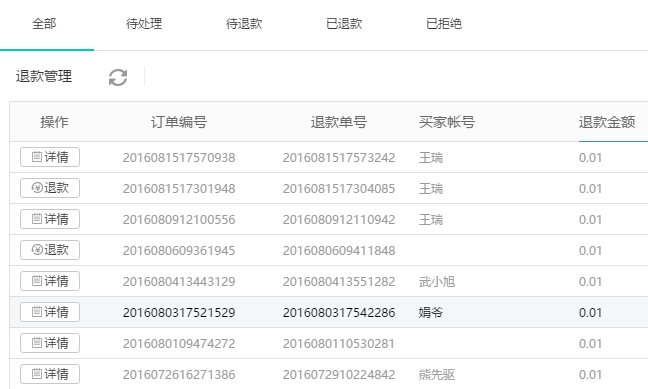 全部 待处理 待退款 已退款 已拒绝
退款管理
操作 订单编号 退款单号 买家帐号 退款金额
详情 2016081517570938 2016081517573242 王瑞 0.01
退款 2016081517301948 2016081517304085 王瑞 0.01
详情 2016080912100556 2016080912110942 王瑞 0.01
退款 2016080609361945 2016080609411848 0.01
详情 2016080413443129 2016080413551282 武小旭 0.01
详情 2016080317521529 2016080317542286 娟爷 0.01
详情 2016080109474272 2016080110530281 0.01
详情 2016072616271386 2016072910224842 熊先驱 0.01